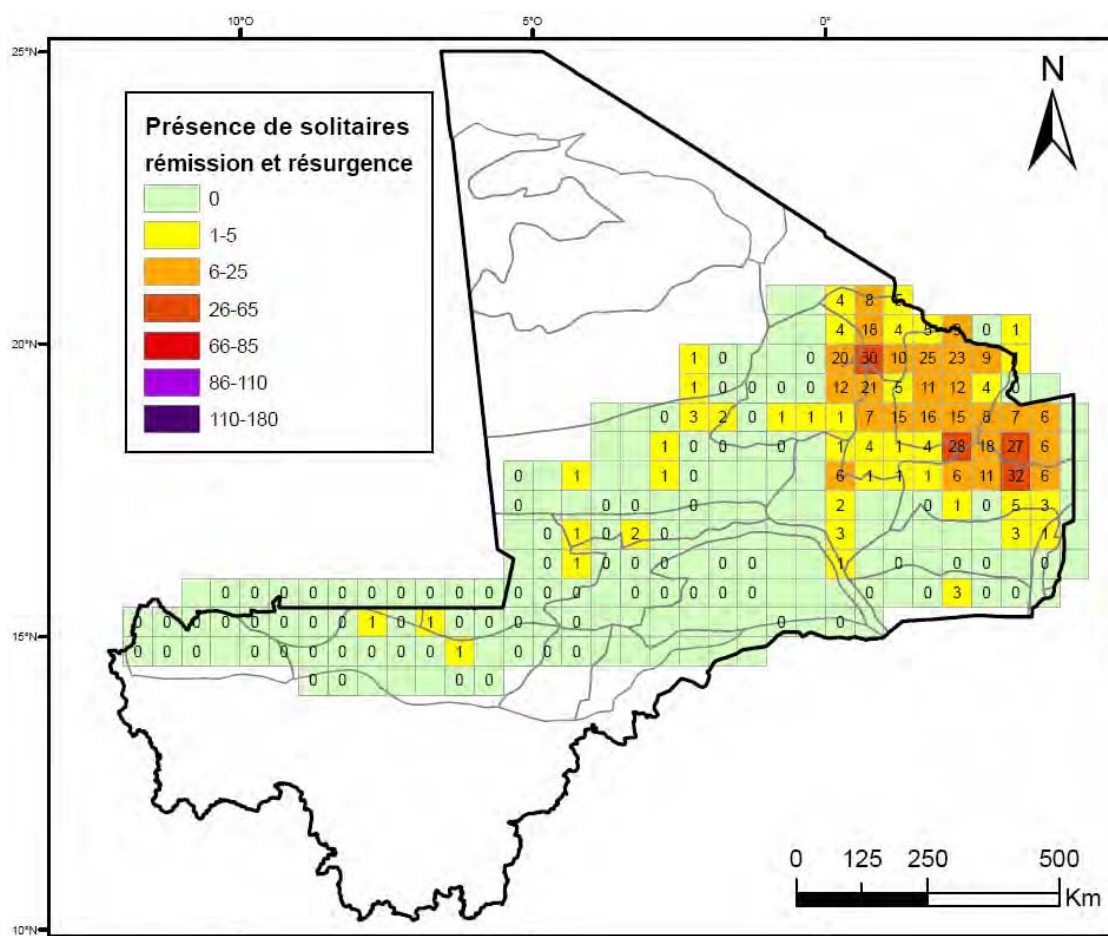 10°O 5°O 0°
25°N
N
Présence de solitaires
rémission et résurgence
0
1-5
6-25
26-65
66-85
86-110
110-180
4 8 5
20°N
4 18 4 5 0 1
1 0 0 20 30 10 25 23 9
1 0 0 0 0 12 21 5 11 12 4 0
0 3 2 0 1 1 1 7 15 16 15 8 7 6
1 0 0 0 1 4 1 4 28 18 27 6
0 1 1 0 6 1 1 1 6 11 32 6
0 0 0 0 2 0 1 0 5 3
0 1 0 2 0 3 3 1
0 1 0 0 0 0 0 1 0 0 0 0
0 0 0 0 0 0 0 0 0 0 0 0 0 0 0 0 0 0 0 0 3 0 0
15°N
0 0 0 0 0 0 0 1 0 1 0 0 0 0 0 0
0 0 0 0 0 0 0 0 0 0 1 0 0 0
0 0 0 0
0 125 250 500
Km
10°N